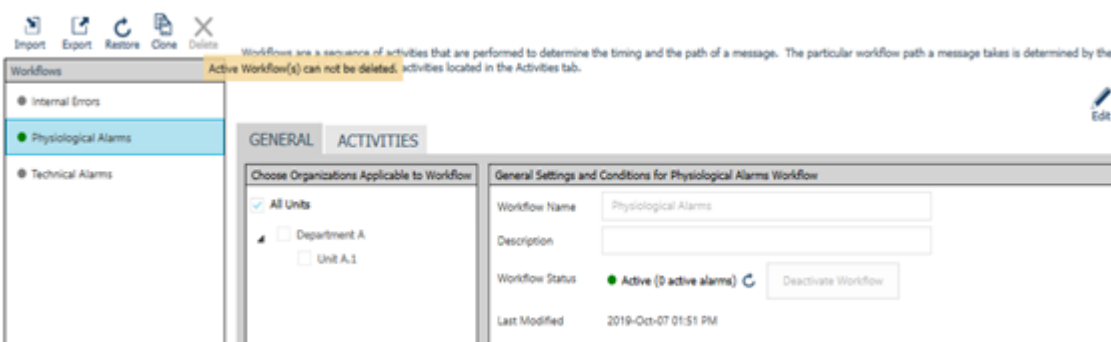 Import Export Restore Clone Delete
Workflows are a sequence of activities that are performed to determine the timing and the path of a message. The particular workflow path a message takes is determined by the
Active Workflow(s) can not be deleted. activities located in the Activities tab.
Workflows
Internal Errors
Physiological Alarms
Technical Alarms
Edit
GENERAL ACTIVITIES
Choose Organizations Applicable to Workflow
All Units
Department A
Unit A.1
General Settings and Conditions for Physiological Alarms Workflow
Workflow Name Physiological Alarms
Description
Workflow Status Active (0 active alarms) Deactivate Workflow
Last Modified 2019-Oct-07 01:51 PM